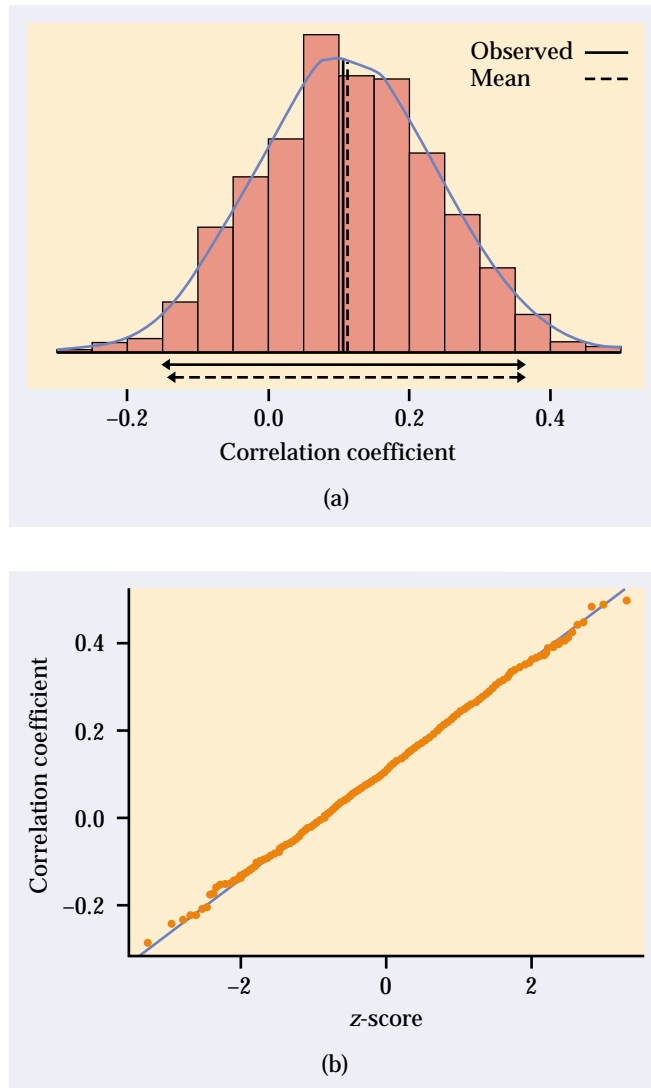 Observed
Mean
−0.2 0.0 0.2 0.4
Correlation coefficient
(a)
0.4
0.2
0.0
−0.2
Correlation coefficient
−2 0 2
z-score
(b)